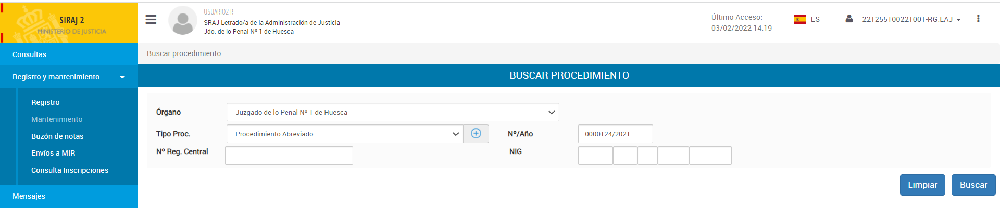 SIRAJ 2
MINISTERIO DE JUSTICIA
USUARIO2 R
SRAJ Letrado/a de la Administración de Justicia
Jdo. de lo Penal Nº 1 de Huesca
Último Acceso:
03/02/2022 14:19
ES
221255100221001-RG.LAJ
Consultas
Registro y mantenimiento
Registro
Mantenimiento
Buzón de notas
Envíos a MIR
Consulta Inscripciones
Mensajes
Buscar procedimiento
BUSCAR PROCEDIMIENTO
Órgano Juzgado de lo Penal Nº 1 de Huesca
Tipo Proc. Procedimiento Abreviado Nº/Año 0000124/2021
Nº Reg. Central NIG
Limpiar Buscar